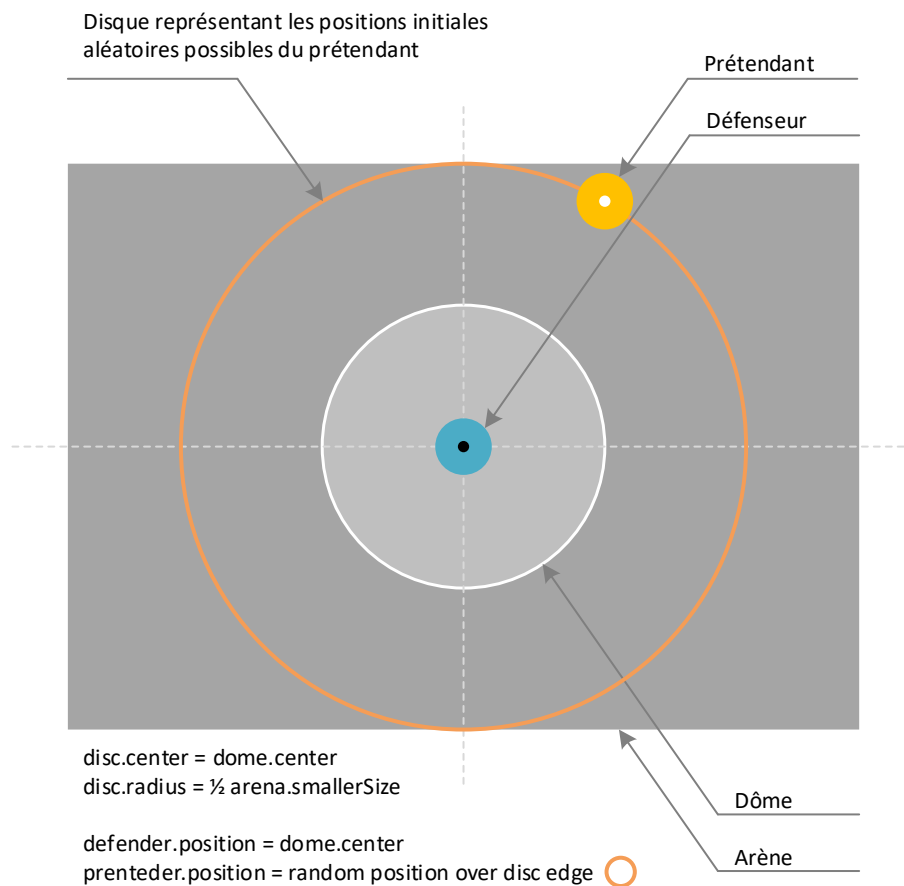 Disque représentant les positions initiales
aléatoires possibles du prétendant
Prétendant
Défenseur
disc.center = dome.center
disc.radius = ½ arena.smallerSize
Dôme
defender.position = dome.center
Arène
prenteder.position = random position over disc edge